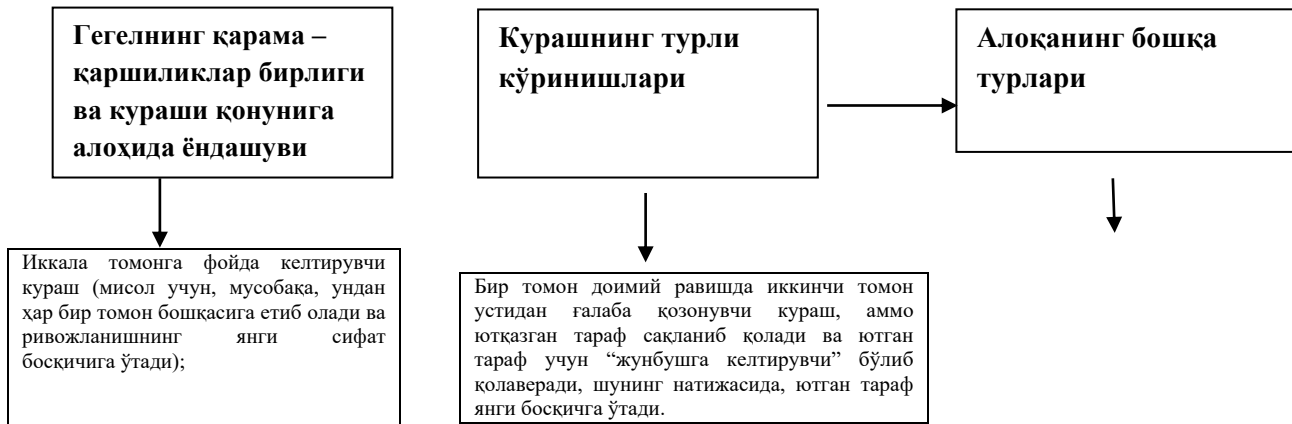 Гегелнинг қарама –
қаршиликлар бирлиги
ва кураши қонунига
алоҳида ёндашуви
Курашнинг турли
кўринишлари
Алоқанинг бошқа
турлари
Иккала томонга фойда келтирувчи
кураш (мисол учун, мусобақа, ундан
ҳар бир томон бошқасига етиб олади ва
ривожланишнинг янги сифат
босқичига ўтади);
Бир томон доимий равишда иккинчи томон
устидан ғалаба қозонувчи кураш, аммо
ютқазган тараф сақланиб қолади ва ютган
тараф учун “жунбушга келтирувчи” бўлиб
қолаверади, шунинг натижасида, ютган тараф
янги босқичга ўтади.